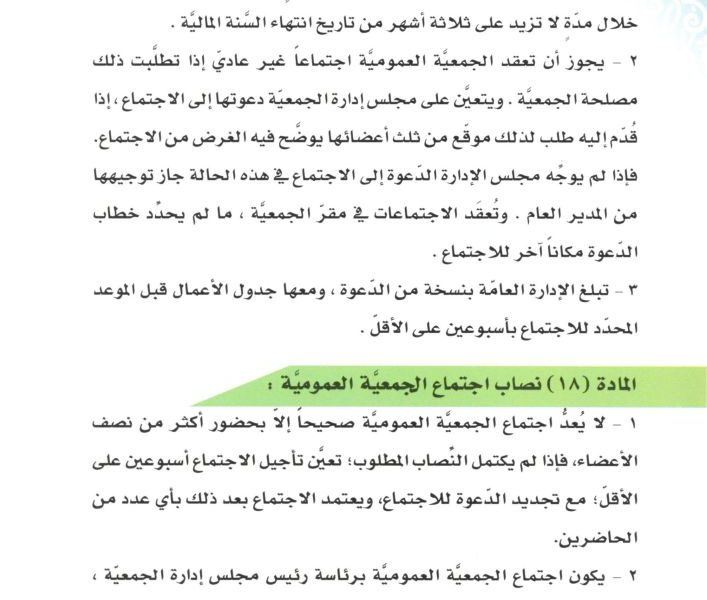 خلال مدّة لا تزيد على ثلاثة أشهر من تاريخ انتهاء السَّنة الماليَّة .
٢ - يجوز أن تعقد الجمعيَّة العموميَّة اجتماعاً غير عاديّ إذا تطلَّبت ذلك
مصلحة الجمعيَّة . ويتعيَّن على مجلس إدارة الجمعيّة دعوتها إلى الاجتماع ، إذا
قُدِّم إليه طلب لذلك موقَّع من ثلث أعضائها يوضَّح فيه الغرض من الاجتماع.
فإذا لم يوجِّه مجلس الإدارة الدّعوة إلى الاجتماع في هذه الحالة جاز توجيهها
من المدير العام . وتُعقَد الاجتماعات في مقرّ الجمعيَّة ، ما لم يحدِّد خطاب
الدّعوة مكاناً آخر للاجتماع .
٣ - تبلغ الإدارة العامّة بنسخة من الدّعوة ، ومعها جدول الأعمال قبل الموعد
المحدّد للاجتماع بأسبوعين على الأقلّ .
المادة (١٨) نصاب اجتماع الجمعيَّة العموميَّة :
١ - لا يُعدُّ اجتماع الجمعيَّة العموميَّة صحيحاً إلاّ بحضور أكثر من نصف
الأعضاء، فإذا لم يكتمل النِّصاب المطلوب؛ تعيَّن تأجيل الاجتماع أسبوعين على
الأقلّ؛ مع تجديد الدّعوة للاجتماع، ويعتمد الاجتماع بعد ذلك بأي عدد من
الحاضرين.
٢ - يكون اجتماع الجمعيَّة العموميَّة برئاسة رئيس مجلس إدارة الجمعيّة ،